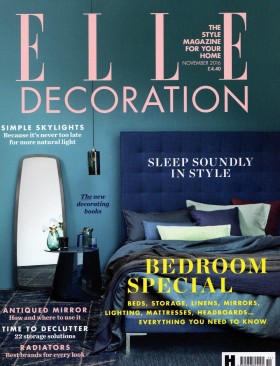 ELLE
DECORATION
THE
STYLE
MAGAZINE
FOR YOUR
HOME
NOVEMBER 2016
£4.40
SIMPLE SKYLIGHTS
Because it's never too late
for more natural light
SLEEP SOUNDLY
IN STYLE
The new
decorating
books
BEDROOM
SPECIAL
BEDS, STORAGE, LINENS, MIRRORS,
LIGHTING, MATTRESSES, HEADBOARDS...
EVERYTHING YOU NEED TO KNOW
ANTIQUED MIRROR
How and where to use it
TIME TO DECLUTTER
22 storage solutions
RADIATORS
Best brands for every look
H